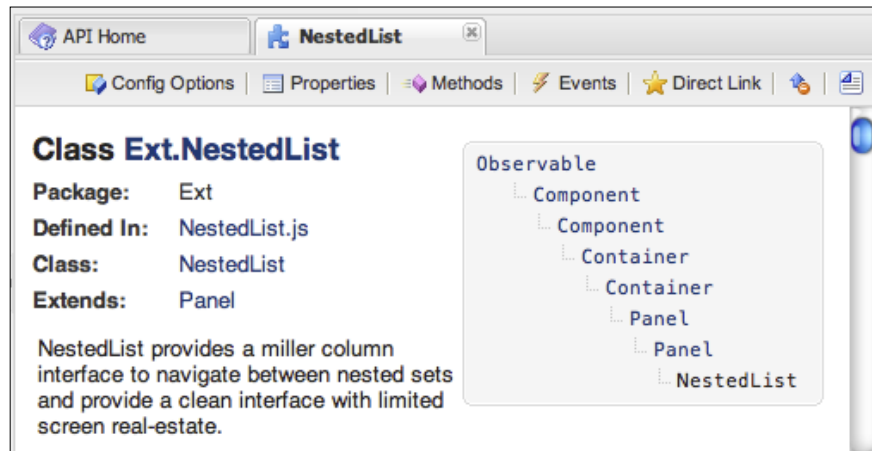 API Home
NestedList
Config Options
Properties
Methods
Events
Direct Link
Class Ext.NestedList
Package: Ext
Defined In: NestedList.js
Class: NestedList
Extends: Panel
NestedList provides a miller column
interface to navigate between nested sets
and provide a clean interface with limited
screen real-estate.
Observable
Component
Component
Container
Container
Panel
Panel
NestedList